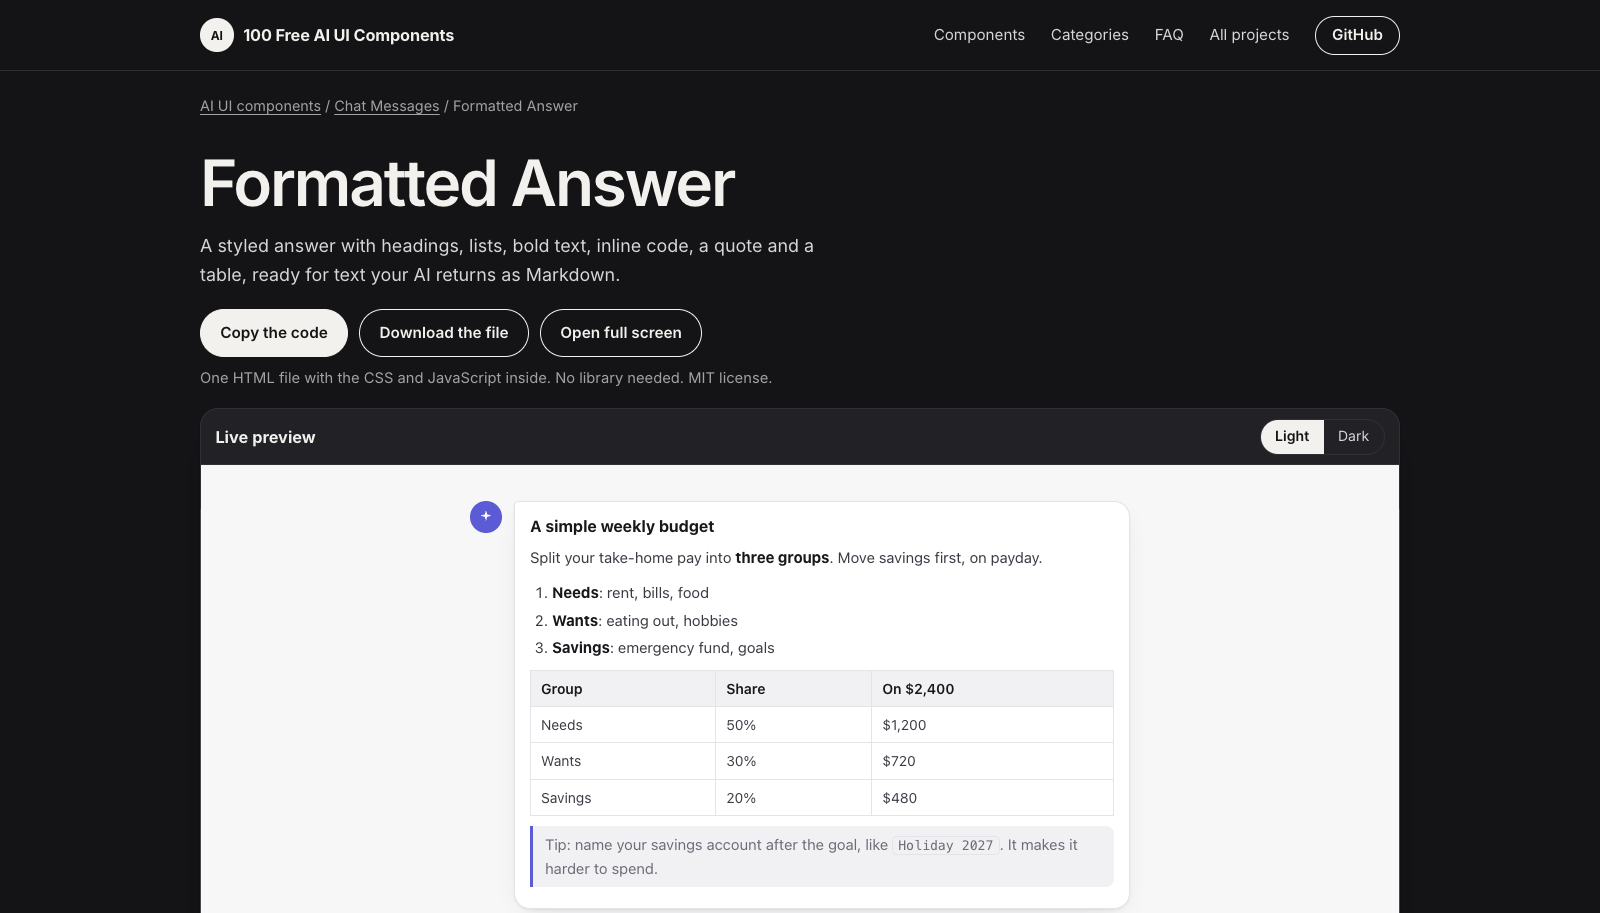 AI
100 Free AI UI Components
Components
Categories
FAQ
All projects
GitHub
AI UI components / Chat Messages / Formatted Answer
Formatted Answer
A styled answer with headings, lists, bold text, inline code, a quote and a
table, ready for text your AI returns as Markdown.
Copy the code
Download the file
Open full screen
One HTML file with the CSS and JavaScript inside. No library needed. MIT license.
Live preview
Light
Dark
A simple weekly budget
Split your take-home pay into three groups. Move savings first, on payday.
1. Needs: rent, bills, food
2. Wants: eating out, hobbies
3. Savings: emergency fund, goals
Group Share On $2,400
Needs 50% $1,200
Wants 30% $720
Savings 20% $480
Tip: name your savings account after the goal, like Holiday 2027. It makes it
harder to spend.